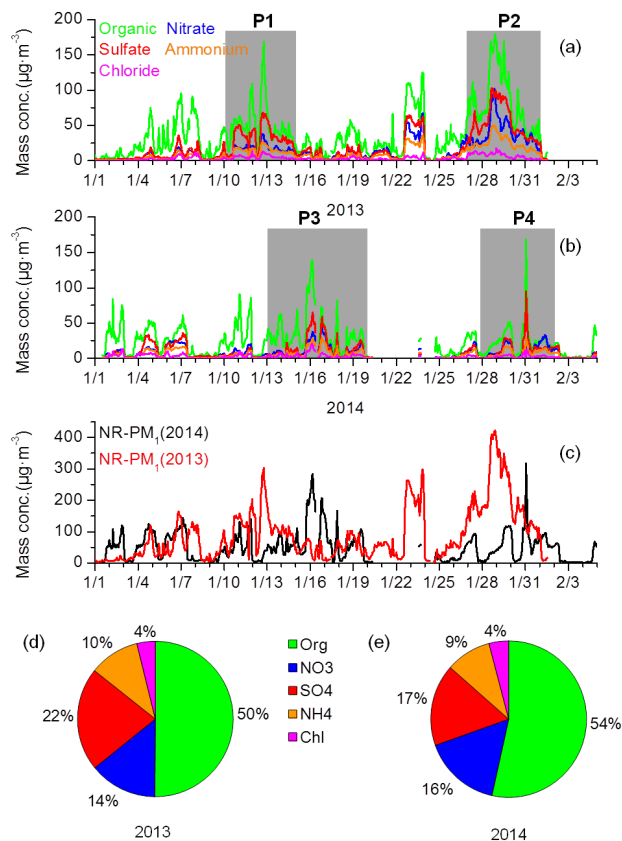 P1 P2
Organic Nitrate
Sulfate Ammonium
Chloride
(a)
Mass conc.(μg·m⁻³)
200
150
100
50
0
1/1 1/4 1/7 1/10 1/13 1/16 1/19 1/22 1/25 1/28 1/31 2/3
2013
P3 P4
(b)
Mass conc.(μg·m⁻³)
200
150
100
50
0
1/1 1/4 1/7 1/10 1/13 1/16 1/19 1/22 1/25 1/28 1/31 2/3
2014
NR-PM₁(2014)
NR-PM₁(2013)
(c)
Mass conc.(μg·m⁻³)
400
300
200
100
0
1/1 1/4 1/7 1/10 1/13 1/16 1/19 1/22 1/25 1/28 1/31 2/3
(d)
10%
4%
22%
50%
14%
2013
Org
NO3
SO4
NH4
Chl
(e)
9%
4%
17%
54%
16%
2014